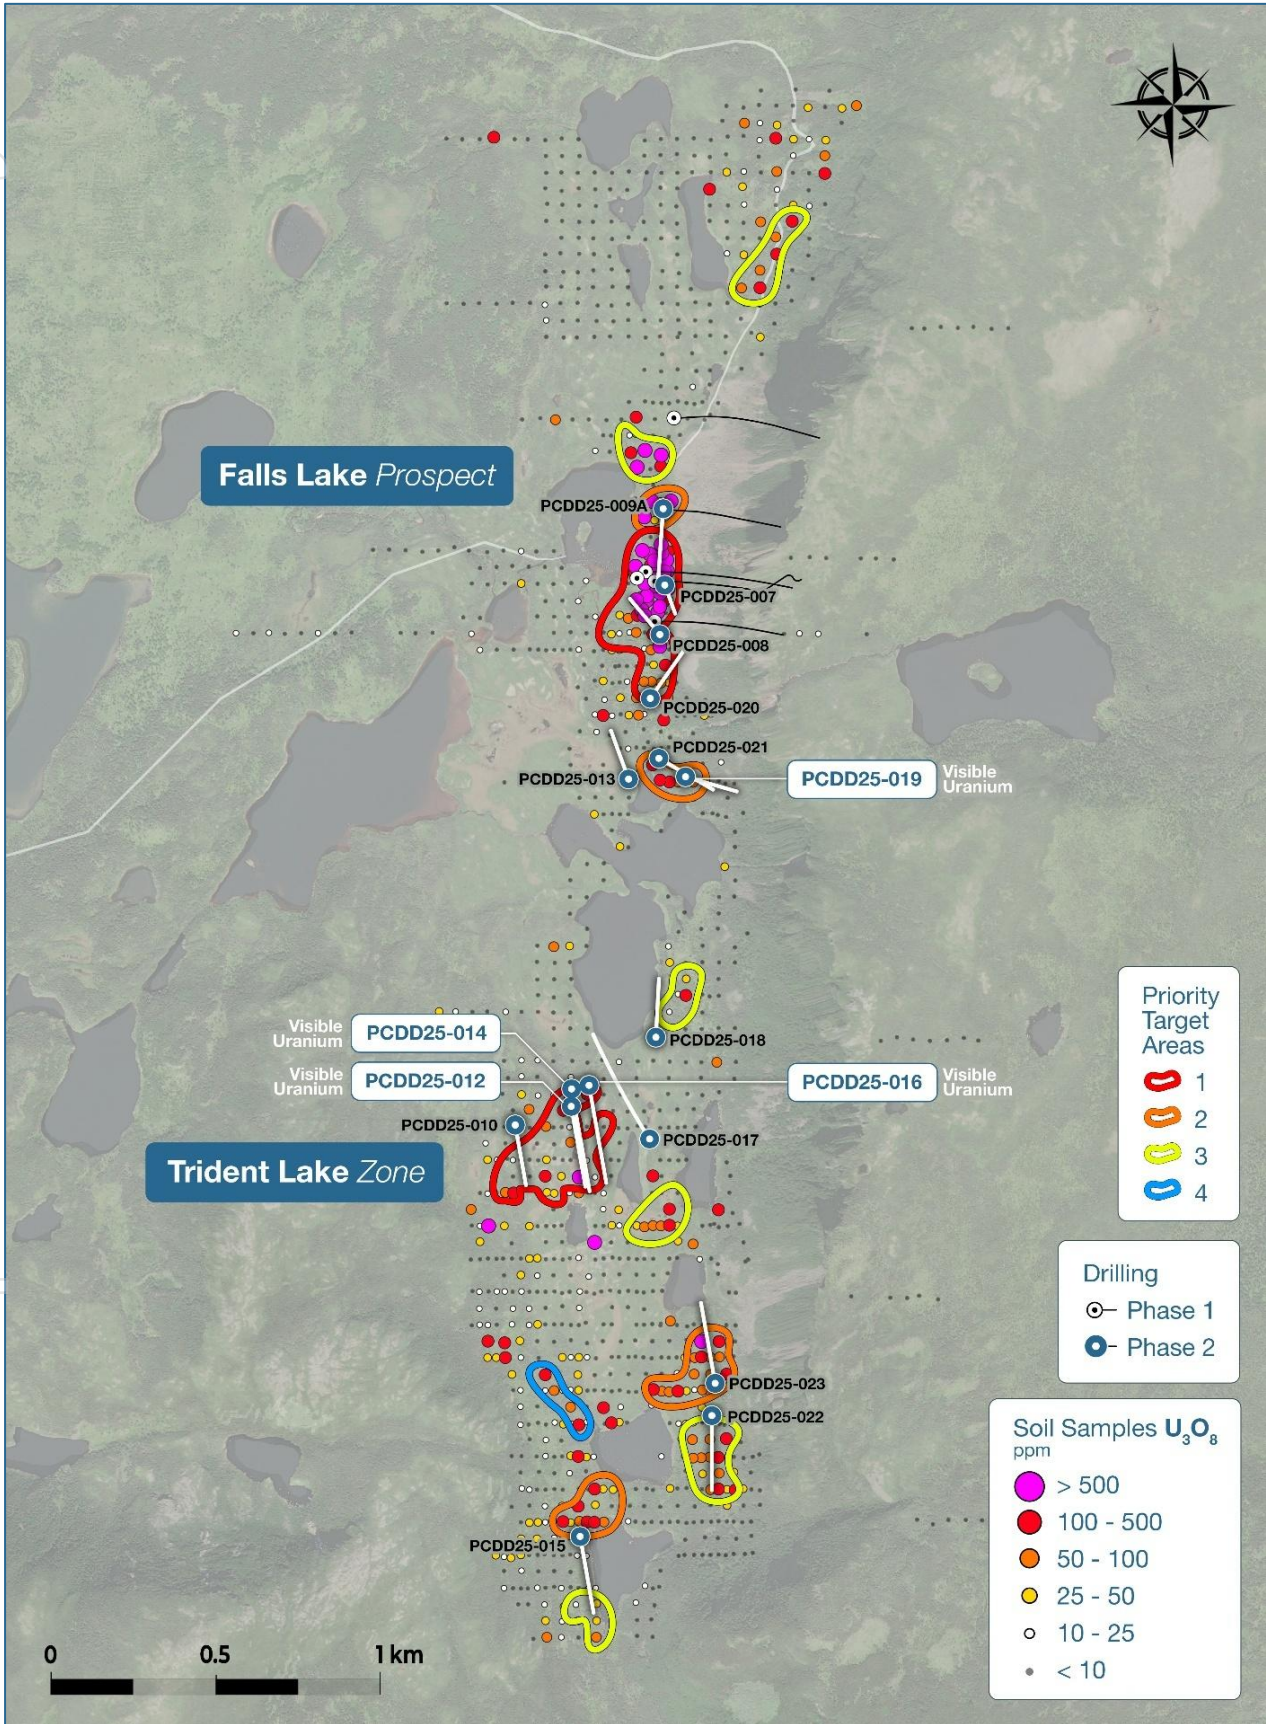 Falls Lake Prospect
PCDD25-009A
PCDD25-007
PCDD25-008
PCDD25-020
PCDD25-021
PCDD25-013
PCDD25-019
Visible
Uranium
Visible
Uranium
PCDD25-014
PCDD25-018
Visible
Uranium
PCDD25-012
PCDD25-016
Visible
Uranium
PCDD25-010
PCDD25-017
Trident Lake Zone
PCDD25-023
PCDD25-022
PCDD25-015
Priority
Target
Areas
1
2
3
4
Drilling
Phase 1
Phase 2
Soil Samples U₃O₈
ppm
> 500
100 - 500
50 - 100
25 - 50
10 - 25
< 10
0 0.5 1 km